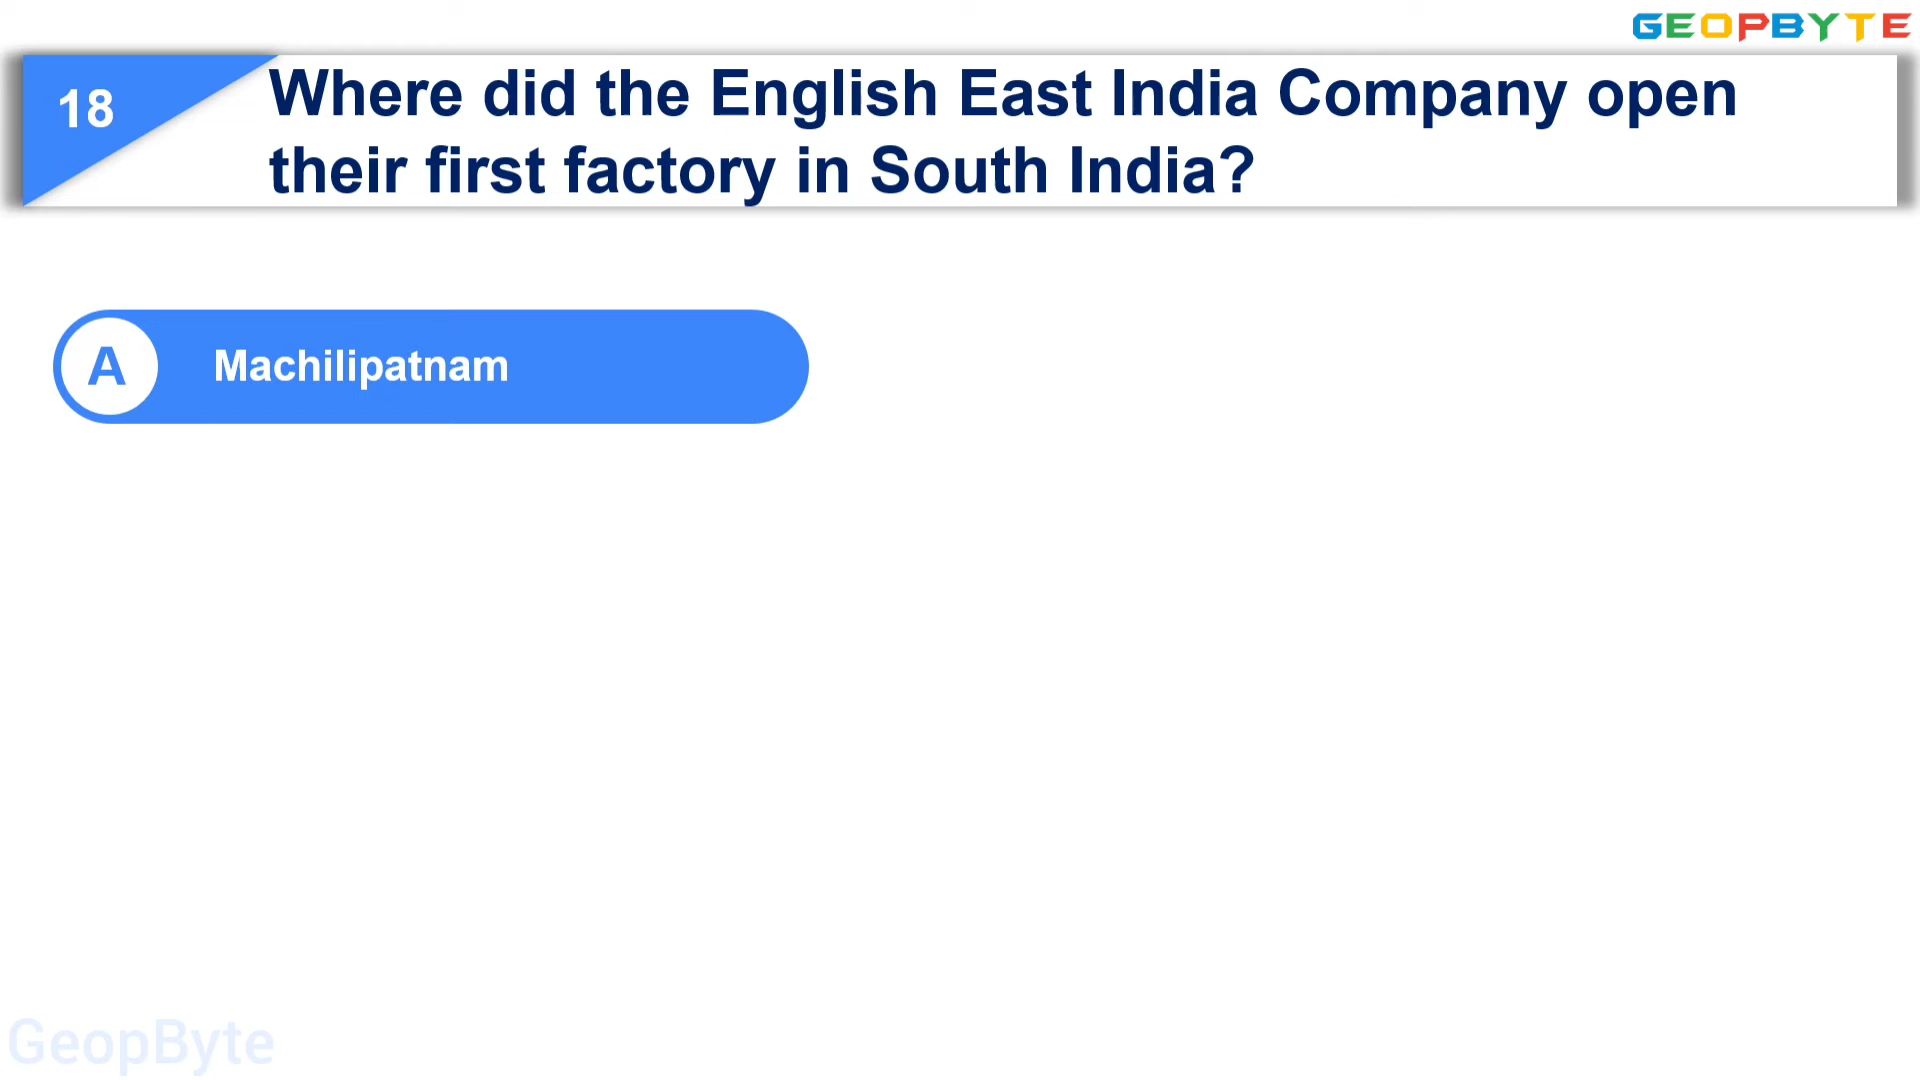 GEOPBYTE
18
Where did the English East India Company open
their first factory in South India?
A
Machilipatnam
GeopByte